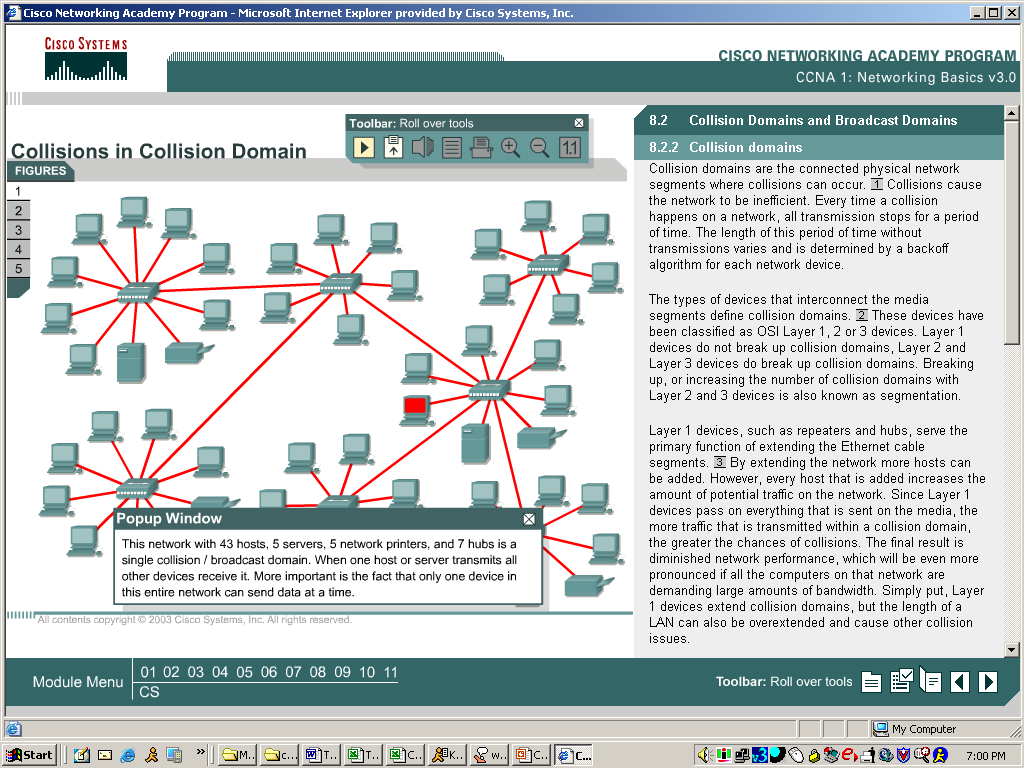 Cisco Networking Academy Program - Microsoft Internet Explorer provided by Cisco Systems, Inc.
CISCO SYSTEMS
CISCO NETWORKING ACADEMY PROGRAM
CCNA 1: Networking Basics v3.0
Toolbar: Roll over tools
1:1
Collisions in Collision Domain
FIGURES
1
2
3
4
5
Popup Window
This network with 43 hosts, 5 servers, 5 network printers, and 7 hubs is a
single collision / broadcast domain. When one host or server transmits all
other devices receive it. More important is the fact that only one device in
this entire network can send data at a time.
All contents copyright © 2003 Cisco Systems, Inc. All rights reserved.
8.2 Collision Domains and Broadcast Domains
8.2.2 Collision domains
Collision domains are the connected physical network
segments where collisions can occur. 1 Collisions cause
the network to be inefficient. Every time a collision
happens on a network, all transmission stops for a period
of time. The length of this period of time without
transmissions varies and is determined by a backoff
algorithm for each network device.
The types of devices that interconnect the media
segments define collision domains. 2 These devices have
been classified as OSI Layer 1, 2 or 3 devices. Layer 1
devices do not break up collision domains, Layer 2 and
Layer 3 devices do break up collision domains. Breaking
up, or increasing the number of collision domains with
Layer 2 and 3 devices is also known as segmentation.
Layer 1 devices, such as repeaters and hubs, serve the
primary function of extending the Ethernet cable
segments. 3 By extending the network more hosts can
be added. However, every host that is added increases the
amount of potential traffic on the network. Since Layer 1
devices pass on everything that is sent on the media, the
more traffic that is transmitted within a collision domain,
the greater the chances of collisions. The final result is
diminished network performance, which will be even more
pronounced if all the computers on that network are
demanding large amounts of bandwidth. Simply put, Layer
1 devices extend collision domains, but the length of a
LAN can also be overextended and cause other collision
issues.
Module Menu
01 02 03 04 05 06 07 08 09 10 11
CS
Toolbar: Roll over tools
My Computer
Start
»
M..
c...
T..
T..
C..
K..
w..
C..
C...
7:00 PM